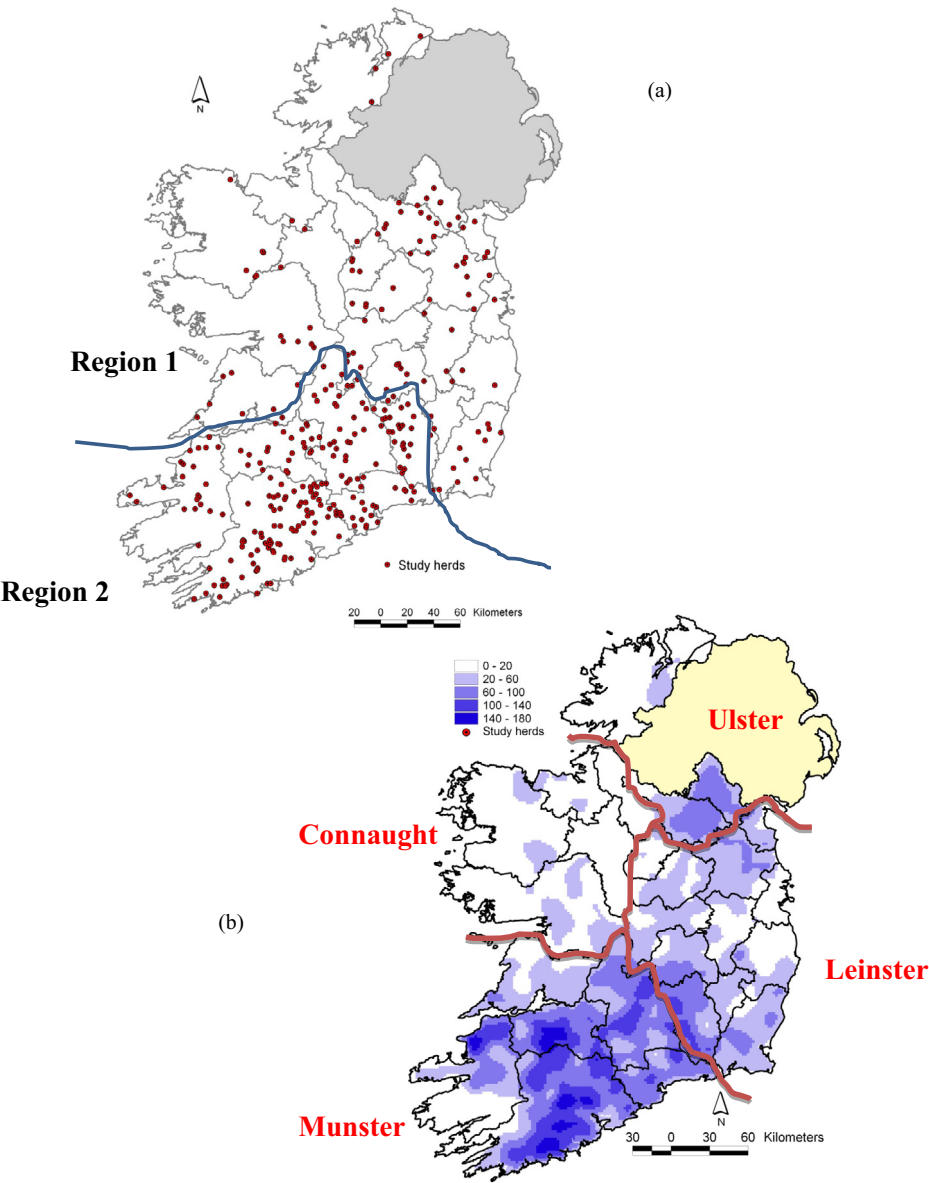 (a)
N
Region 1
Study herds
Region 2
20 0 20 40 60 Kilometers
0 - 20
20 - 60
60 - 100
100 - 140
140 - 180
Study herds
Ulster
Connaught
(b)
Leinster
Munster
N
30 0 30 60 Kilometers